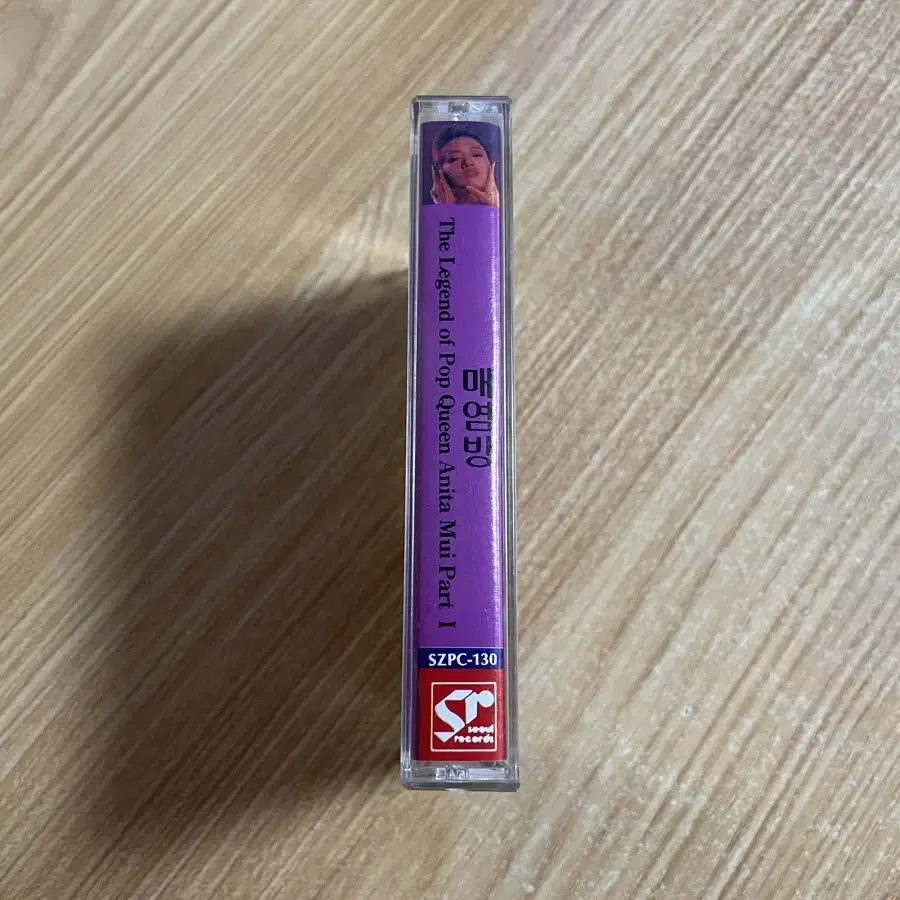 매염방
The Legend of Pop Queen Anita Mui Part I
SZPC-130
Sr
seoul
records